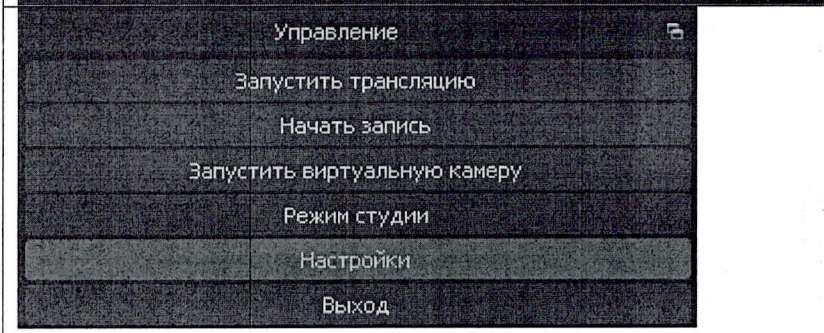 Управление
Запустить трансляцию
Начать запись
Запустить виртуальную камеру
Режим студии
Настройки
Выход